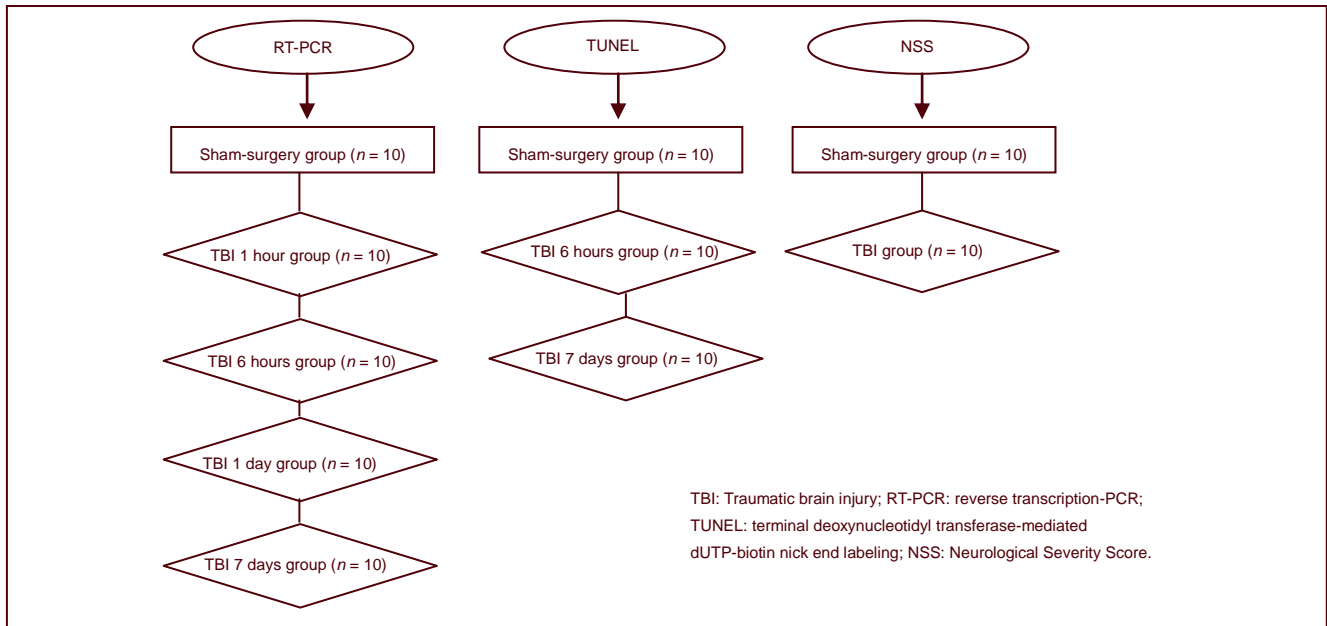 RT-PCR
TUNEL
NSS
Sham-surgery group (n = 10)
Sham-surgery group (n = 10)
Sham-surgery group (n = 10)
TBI 1 hour group (n = 10)
TBI 6 hours group (n = 10)
TBI group (n = 10)
TBI 6 hours group (n = 10)
TBI 7 days group (n = 10)
TBI 1 day group (n = 10)
TBI 7 days group (n = 10)
TBI: Traumatic brain injury; RT-PCR: reverse transcription-PCR;
TUNEL: terminal deoxynucleotidyl transferase-mediated
dUTP-biotin nick end labeling; NSS: Neurological Severity Score.